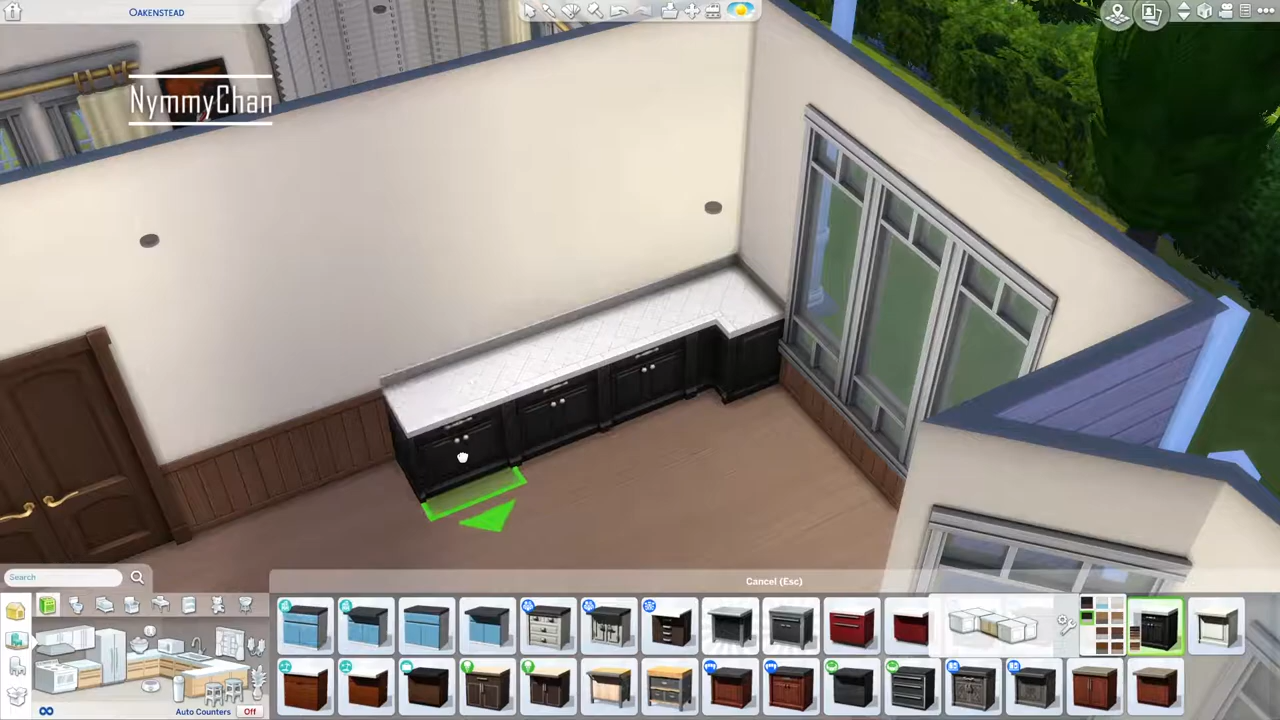 OAKENSTEAD
NymmyChan
Cancel (Esc)
Search
Auto Counters Off